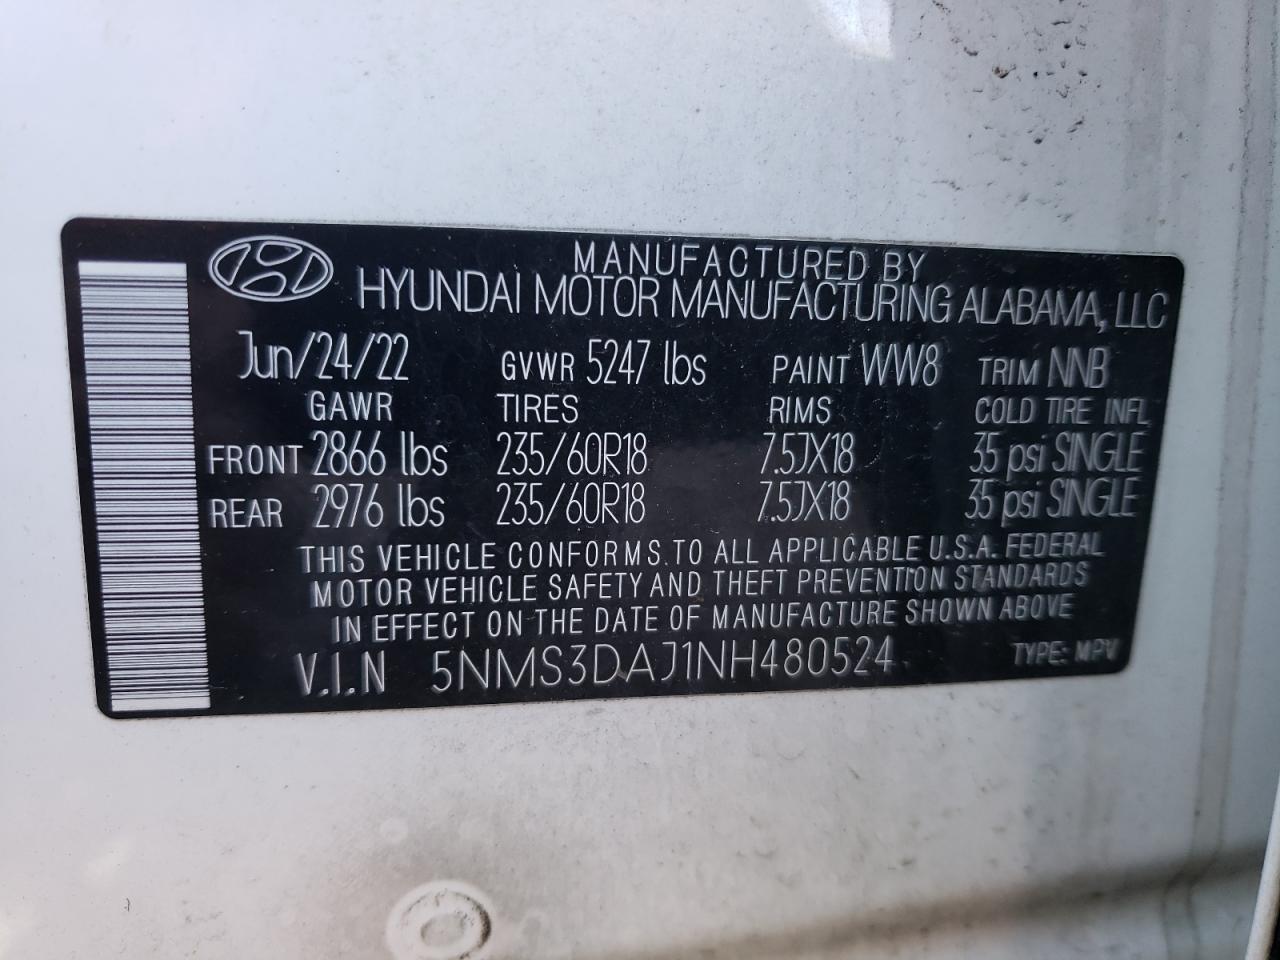 MANUFACTURED BY
HYUNDAI MOTOR MANUFACTURING ALABAMA, LLC
Jun/24/22 GVWR 5247 lbs PAINT WW8 TRIM NNB
GAWR TIRES RIMS COLD TIRE INFL
FRONT 2866 lbs 235/60R18 7.5JX18 35 psi SINGLE
REAR 2976 lbs 235/60R18 7.5JX18 35 psi SINGLE
THIS VEHICLE CONFORMS TO ALL APPLICABLE U.S.A. FEDERAL
MOTOR VEHICLE SAFETY AND THEFT PREVENTION STANDARDS
IN EFFECT ON THE DATE OF MANUFACTURE SHOWN ABOVE
V.I.N 5NMS3DAJ1NH480524 TYPE: MPV